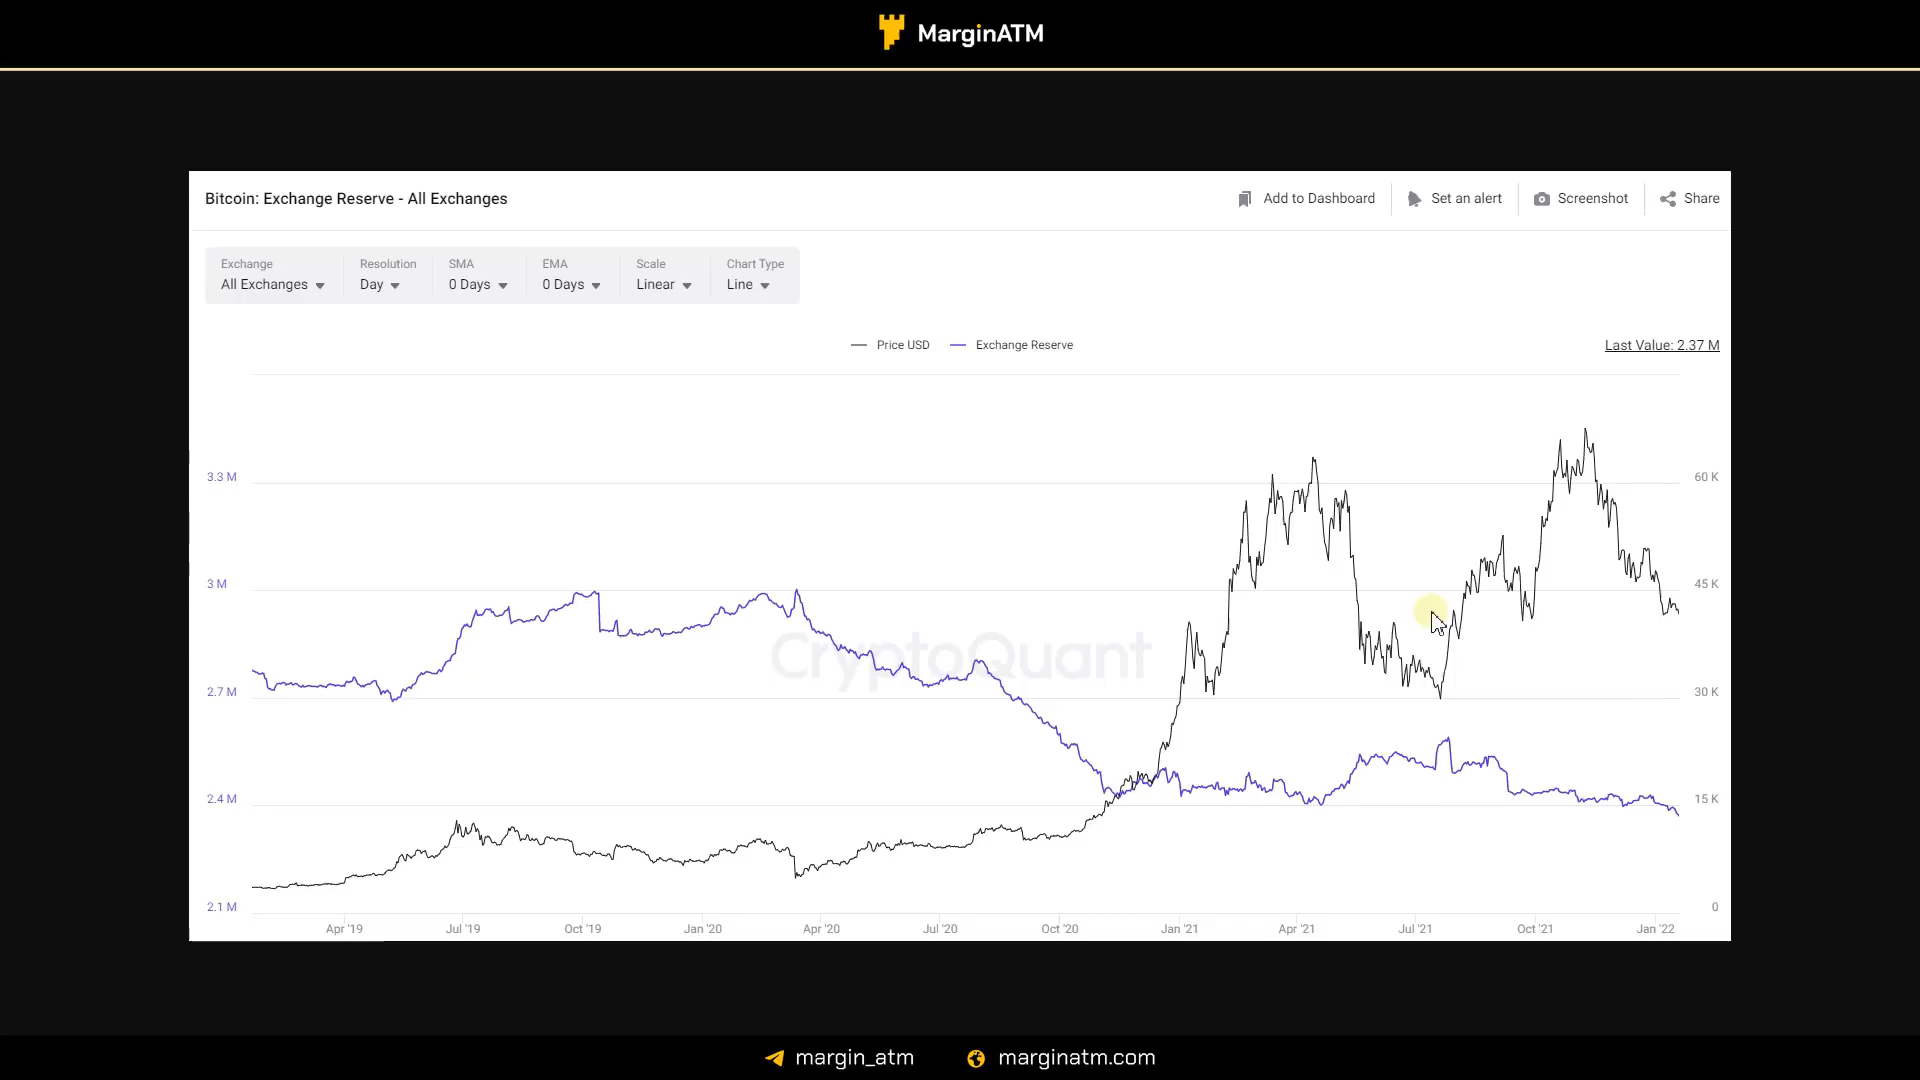 MarginATM
Bitcoin: Exchange Reserve - All Exchanges
Add to Dashboard
Set an alert
Screenshot
Share
Exchange
All Exchanges
Resolution
Day
SMA
0 Days
EMA
0 Days
Scale
Linear
Chart Type
Line
Price USD
Exchange Reserve
Last Value: 2.37 M
CryptoQuant
3.3 M
3 M
2.7 M
2.4 M
2.1 M
60 K
45 K
30 K
15 K
0
Apr '19
Jul '19
Oct '19
Jan '20
Apr '20
Jul '20
Oct '20
Jan '21
Apr '21
Jul '21
Oct '21
Jan '22
margin_atm
marginatm.com